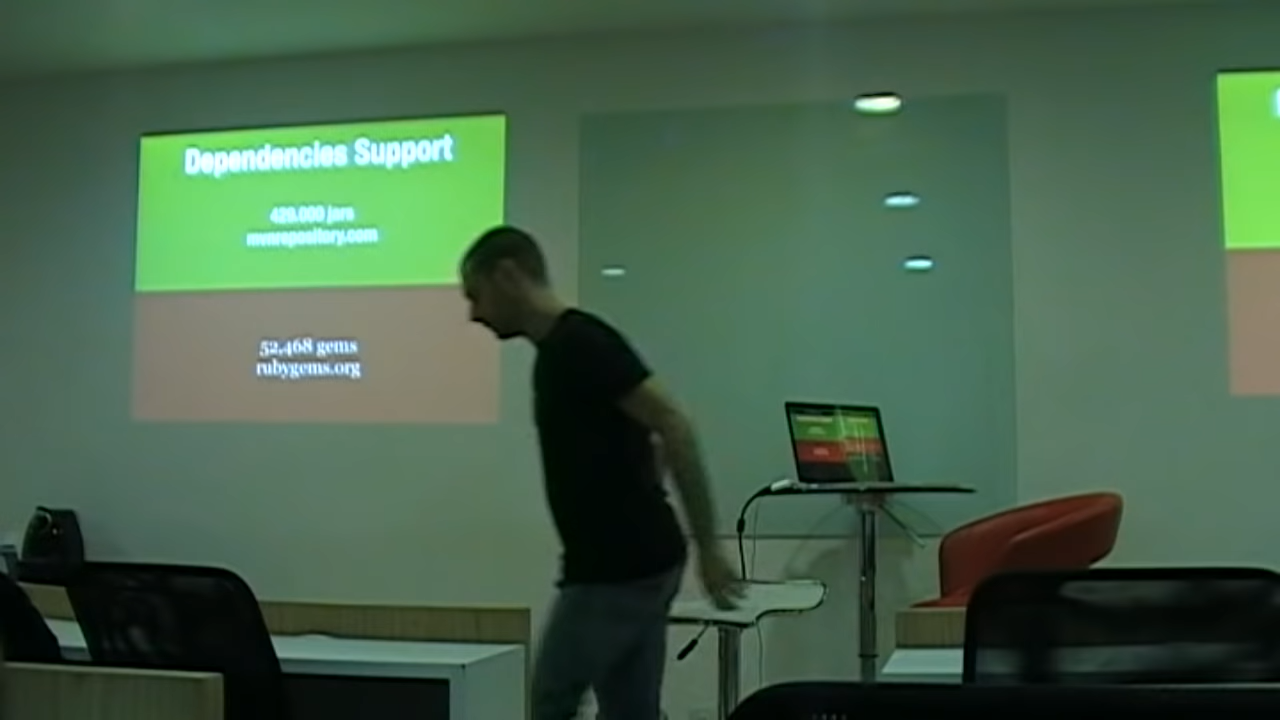 Dependencies Support
429.000 jars
mvnrepository.com
52,468 gems
rubygems.org